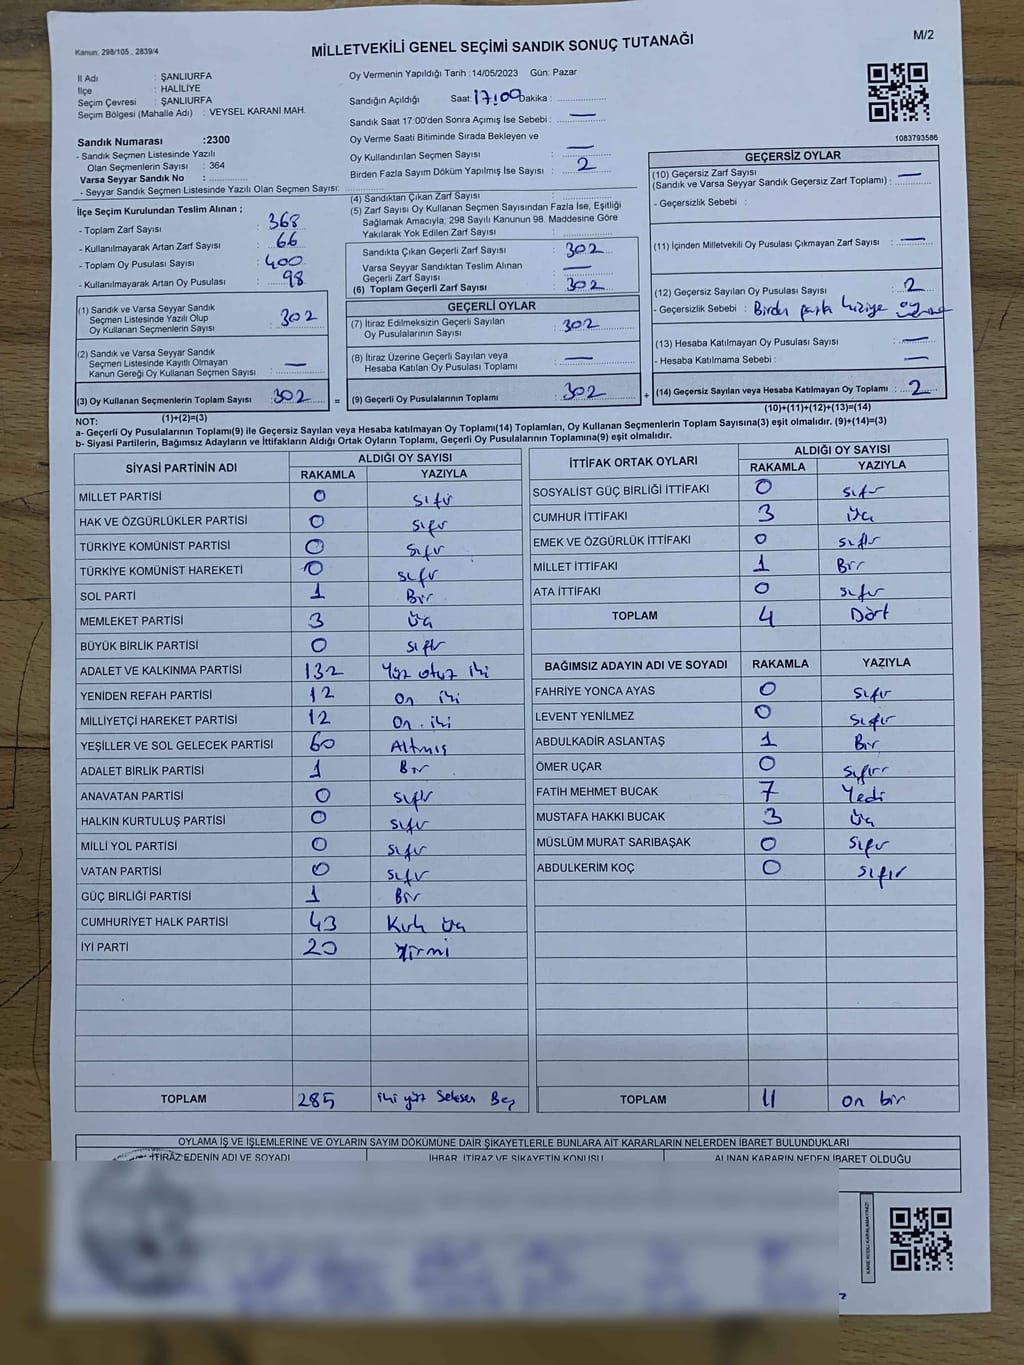 Kanun: 298/105 , 2839/4
MİLLETVEKİLİ GENEL SEÇİMİ SANDIK SONUÇ TUTANAĞI
M/2
İl Adı : ŞANLIURFA
İlçe : HALİLİYE
Seçim Çevresi : ŞANLIURFA
Seçim Bölgesi (Mahalle Adı) : VEYSEL KARANİ MAH.
Sandık Numarası :2300
- Sandık Seçmen Listesinde Yazılı
Olan Seçmenlerin Sayısı : 364
Varsa Seyyar Sandık No :
- Seyyar Sandık Seçmen Listesinde Yazılı Olan Seçmen Sayısı:
İlçe Seçim Kurulundan Teslim Alınan ;
- Toplam Zarf Sayısı : 368
- Kullanılmayarak Artan Zarf Sayısı : 66
- Toplam Oy Pusulası Sayısı : 400
- Kullanılmayarak Artan Oy Pusulası : 98
(1) Sandık ve Varsa Seyyar Sandık
Seçmen Listesinde Yazılı Olup
Oy Kullanan Seçmenlerin Sayısı : 302
(2) Sandık ve Varsa Seyyar Sandık
Seçmen Listesinde Kayıtlı Olmayan
Kanun Gereği Oy Kullanan Seçmen Sayısı : —
(3) Oy Kullanan Seçmenlerin Toplam Sayısı : 302 =
(1)+(2)=(3)
Oy Vermenin Yapıldığı Tarih :14/05/2023 Gün: Pazar
Sandığın Açıldığı Saat: 17:00 Dakika :
Sandık Saat 17:00'den Sonra Açımış İse Sebebi : —
Oy Verme Saati Bitiminde Sırada Bekleyen ve
Oy Kullandırılan Seçmen Sayısı : —
Birden Fazla Sayım Döküm Yapılmış İse Sayısı : 2
(4) Sandıktan Çıkan Zarf Sayısı :
(5) Zarf Sayısı Oy Kullanan Seçmen Sayısından Fazla İse, Eşitliği
Sağlamak Amacıyla, 298 Sayılı Kanunun 98. Maddesine Göre
Yakılarak Yok Edilen Zarf Sayısı :
Sandıkta Çıkan Geçerli Zarf Sayısı : 302
Varsa Seyyar Sandıktan Teslim Alınan
Geçerli Zarf Sayısı : —
(6) Toplam Geçerli Zarf Sayısı : 302
GEÇERLİ OYLAR
(7) İtiraz Edilmeksizin Geçerli Sayılan
Oy Pusulalarının Sayısı : 302
(8) İtiraz Üzerine Geçerli Sayılan veya
Hesaba Katılan Oy Pusulası Toplamı : —
(9) Geçerli Oy Pusulalarının Toplamı : 302 +
1083793586
GEÇERSİZ OYLAR
(10) Geçersiz Zarf Sayısı
(Sandık ve Varsa Seyyar Sandık Geçersiz Zarf Toplamı) : —
- Geçersizlik Sebebi :
(11) İçinden Milletvekili Oy Pusulası Çıkmayan Zarf Sayısı : —
(12) Geçersiz Sayılan Oy Pusulası Sayısı : 2
- Geçersizlik Sebebi : Birden
(13) Hesaba Katılmayan Oy Pusulası Sayısı : —
- Hesaba Katılmama Sebebi : —
(14) Geçersiz Sayılan veya Hesaba Katılmayan Oy Toplamı : 2
(10)+(11)+(12)+(13)=(14)
NOT:
a- Geçerli Oy Pusulalarının Toplamı(9) ile Geçersiz Sayılan veya Hesaba katılmayan Oy Toplamı(14) Toplamları, Oy Kullanan Seçmenlerin Toplam Sayısına(3) eşit olmalıdır. (9)+(14)=(3)
b- Siyasi Partilerin, Bağımsız Adayların ve İttifakların Aldığı Ortak Oyların Toplamı, Geçerli Oy Pusulalarının Toplamına(9) eşit olmalıdır.
SİYASİ PARTİNİN ADI ALDIĞI OY SAYISI
RAKAMLA YAZIYLA
MİLLET PARTİSİ 0 Sıfır
HAK VE ÖZGÜRLÜKLER PARTİSİ 0 Sıfır
TÜRKİYE KOMÜNİST PARTİSİ 0 Sıfır
TÜRKİYE KOMÜNİST HAREKETİ 0 Sıfır
SOL PARTİ 1 Bir
MEMLEKET PARTİSİ 3 Üç
BÜYÜK BİRLİK PARTİSİ 0 Sıfır
ADALET VE KALKINMA PARTİSİ 132 Yüz otuz iki
YENİDEN REFAH PARTİSİ 12 On iki
MİLLİYETÇİ HAREKET PARTİSİ 12 On iki
YEŞİLLER VE SOL GELECEK PARTİSİ 60 Altmış
ADALET BİRLİK PARTİSİ 1 Bir
ANAVATAN PARTİSİ 0 Sıfır
HALKIN KURTULUŞ PARTİSİ 0 Sıfır
MİLLİ YOL PARTİSİ 0 Sıfır
VATAN PARTİSİ 0 Sıfır
GÜÇ BİRLİĞİ PARTİSİ 1 Bir
CUMHURİYET HALK PARTİSİ 43 Kırk Üç
İYİ PARTİ 20 Yirmi
TOPLAM 285 iki yüz Seksen Beş
İTTİFAK ORTAK OYLARI ALDIĞI OY SAYISI
RAKAMLA YAZIYLA
SOSYALİST GÜÇ BİRLİĞİ İTTİFAKI 0 Sıfır
CUMHUR İTTİFAKI 3 Üç
EMEK VE ÖZGÜRLÜK İTTİFAKI 0 Sıfır
MİLLET İTTİFAKI 1 Bir
ATA İTTİFAKI 0 Sıfır
TOPLAM 4 Dört
BAĞIMSIZ ADAYIN ADI VE SOYADI RAKAMLA YAZIYLA
FAHRİYE YONCA AYAS 0 Sıfır
LEVENT YENİLMEZ 0 Sıfır
ABDULKADİR ASLANTAŞ 1 Bir
ÖMER UÇAR 0 Sıfır
FATİH MEHMET BUCAK 7 Yedi
MUSTAFA HAKKI BUCAK 3 Üç
MÜSLÜM MURAT SARIBAŞAK 0 Sıfır
ABDULKERİM KOÇ 0 Sıfır
TOPLAM 11 On bir
OYLAMA İŞ VE İŞLEMLERİNE VE OYLARIN SAYIM DÖKÜMÜNE DAİR ŞİKAYETLERLE BUNLARA AİT KARARLARIN NELERDEN İBARET BULUNDUKLARI
İTİRAZ EDENİN ADI VE SOYADI İHBAR, İTİRAZ VE ŞİKAYETİN KONUSU ALINAN KARARIN NEDEN İBARET OLDUĞU